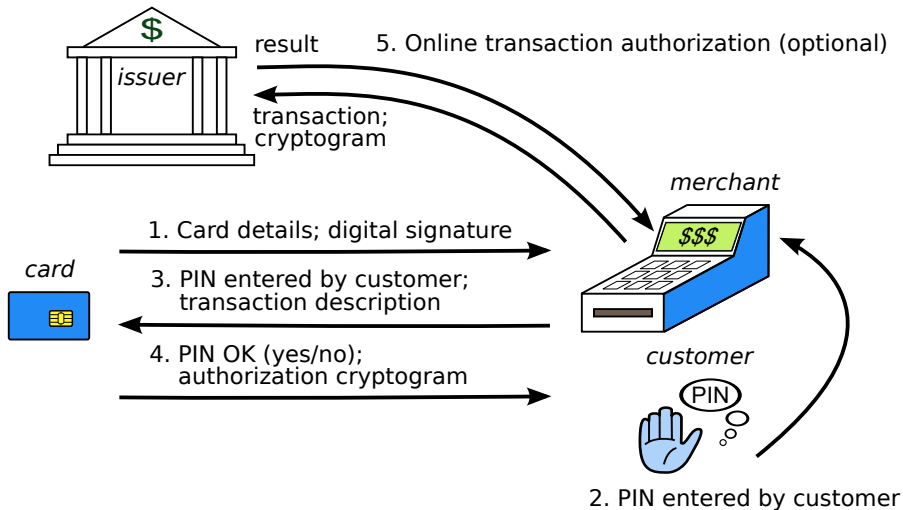 $
issuer
result
5. Online transaction authorization (optional)
transaction;
cryptogram
merchant
$$$
1. Card details; digital signature
card
3. PIN entered by customer;
transaction description
4. PIN OK (yes/no);
authorization cryptogram
customer
PIN
2. PIN entered by customer